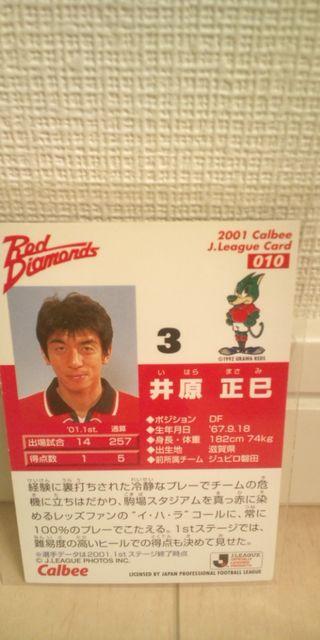 Red
Diamonds
2001 Calbee
J.League Card
010
©1992 URAWA REDS
3
い はら まさ み
井原 正巳
'01.1st. 通算
出場試合 14 257
得点数 1 5
◆ポジション DF
◆生年月日 '67.9.18
◆身長・体重 182cm 74kg
◆出生地 滋賀県
◆前所属チーム ジュビロ磐田
経験に裏打ちされた冷静なプレーでチームの危
機に立ちはだかり、駒場スタジアムを真っ赤に染
めるレッズファンの"イ・ハ・ラ"コールに、常に
100%のプレーでこたえる。1stステージでは、
難易度の高いヒールでの得点も決めて見せた。
※選手データは2001.1stステージ終了時点
© J.LEAGUE PHOTOS INC.
Calbee
LICENSED BY JAPAN PROFESSIONAL FOOTBALL LEAGUE
J.LEAGUE